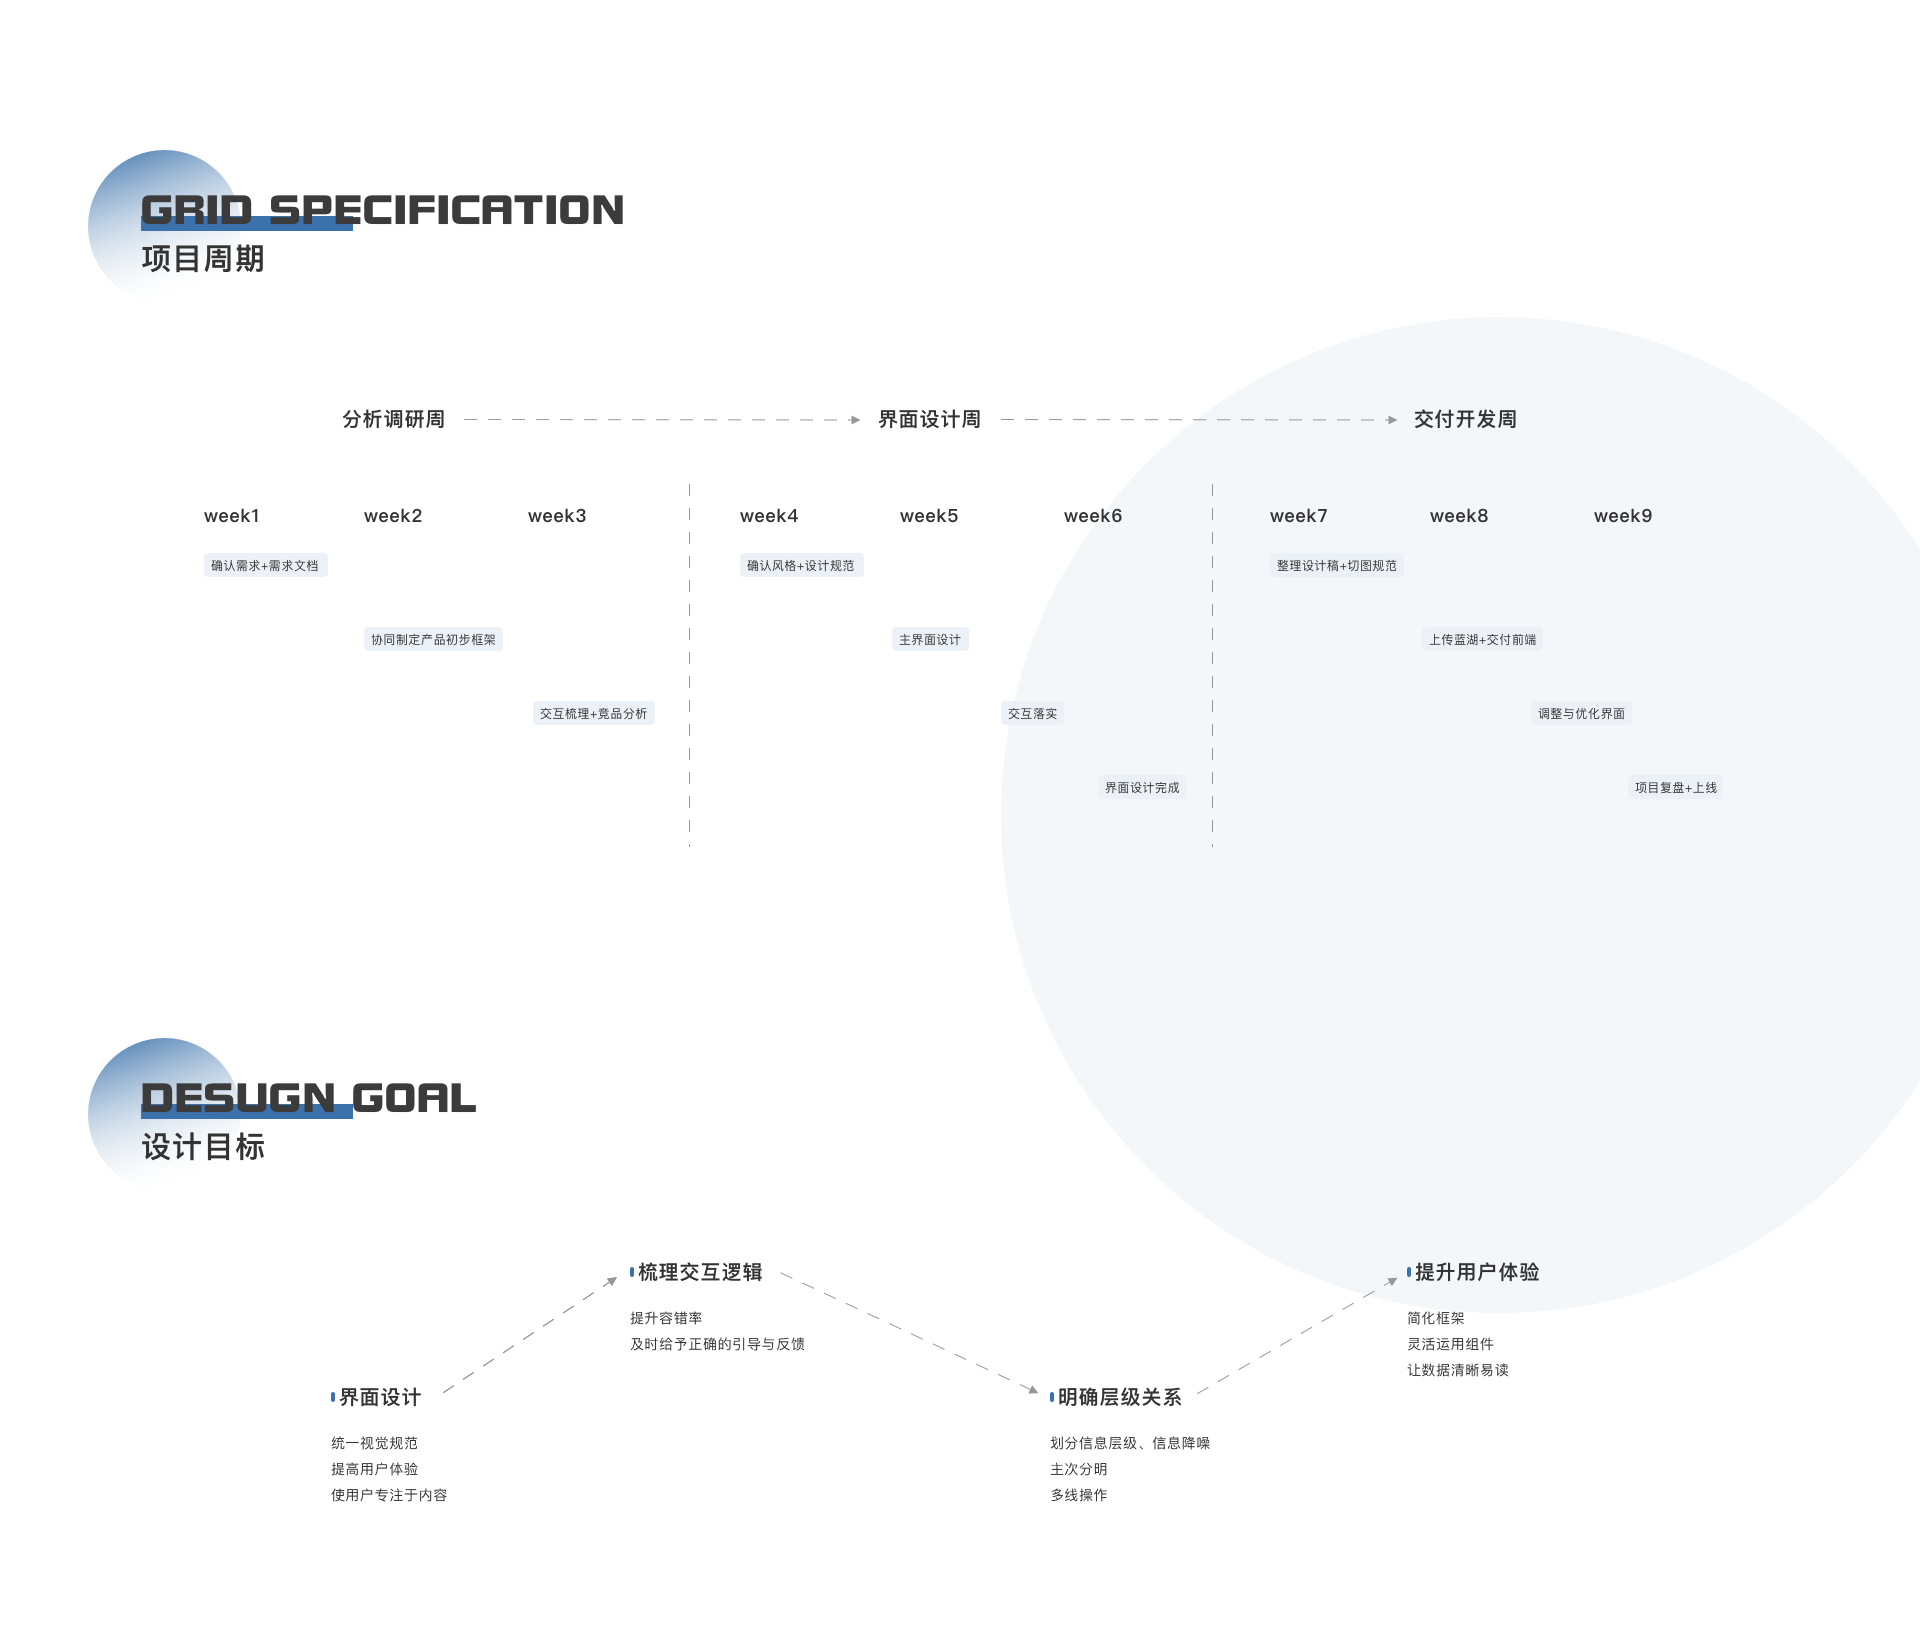 GRID SPECIFICATION
项目周期
分析调研周
界面设计周
交付开发周
week1
week2
week3
week4
week5
week6
week7
week8
week9
确认需求+需求文档
确认风格+设计规范
整理设计稿+切图规范
协同制定产品初步框架
主界面设计
上传蓝湖+交付前端
交互梳理+竞品分析
交互落实
调整与优化界面
界面设计完成
项目复盘+上线
DESUGN GOAL
设计目标
梳理交互逻辑
提升容错率
及时给予正确的引导与反馈
提升用户体验
简化框架
灵活运用组件
让数据清晰易读
界面设计
统一视觉规范
提高用户体验
使用户专注于内容
明确层级关系
划分信息层级、信息降噪
主次分明
多线操作